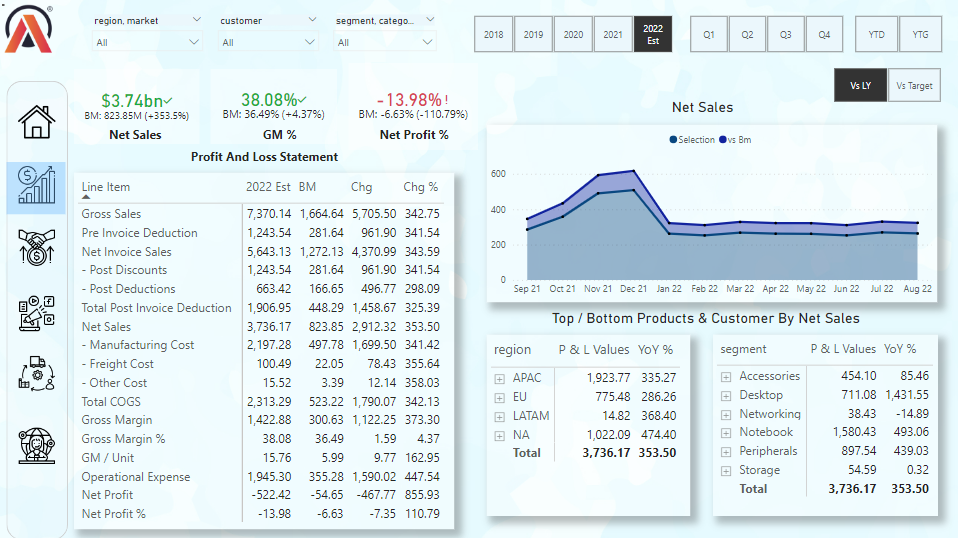 region, market
customer
segment, catego...
All
All
All
2018
2019
2020
2021
2022 Est
Q1
Q2
Q3
Q4
YTD
YTG
Vs LY
Vs Target
$3.74bn
BM: 823.85M (+353.5%)
Net Sales
38.08%
BM: 36.49% (+4.37%)
GM %
-13.98%!
BM: -6.63% (-110.79%)
Net Profit %
Profit And Loss Statement
Line Item 2022 Est BM Chg Chg %
Gross Sales 7,370.14 1,664.64 5,705.50 342.75
Pre Invoice Deduction 1,243.54 281.64 961.90 341.54
Net Invoice Sales 5,643.13 1,272.13 4,370.99 343.59
- Post Discounts 1,243.54 281.64 961.90 341.54
- Post Deductions 663.42 166.65 496.77 298.09
Total Post Invoice Deduction 1,906.95 448.29 1,458.67 325.39
Net Sales 3,736.17 823.85 2,912.32 353.50
- Manufacturing Cost 2,197.28 497.78 1,699.50 341.42
- Freight Cost 100.49 22.05 78.43 355.64
- Other Cost 15.52 3.39 12.14 358.03
Total COGS 2,313.29 523.22 1,790.07 342.13
Gross Margin 1,422.88 300.63 1,122.25 373.30
Gross Margin % 38.08 36.49 1.59 4.37
GM / Unit 15.76 5.99 9.77 162.95
Operational Expense 1,945.30 355.28 1,590.02 447.54
Net Profit -522.42 -54.65 -467.77 855.93
Net Profit % -13.98 -6.63 -7.35 110.79
Net Sales
Selection vs Bm
600
400
200
0
Sep 21 Oct 21 Nov 21 Dec 21 Jan 22 Feb 22 Mar 22 Apr 22 May 22 Jun 22 Jul 22 Aug 22
Top / Bottom Products & Customer By Net Sales
region P & L Values YoY %
APAC 1,923.77 335.27
EU 775.48 286.26
LATAM 14.82 368.40
NA 1,022.09 474.40
Total 3,736.17 353.50
segment P & L Values YoY %
Accessories 454.10 85.46
Desktop 711.08 1,431.55
Networking 38.43 -14.89
Notebook 1,580.43 493.06
Peripherals 897.54 439.03
Storage 54.59 0.32
Total 3,736.17 353.50